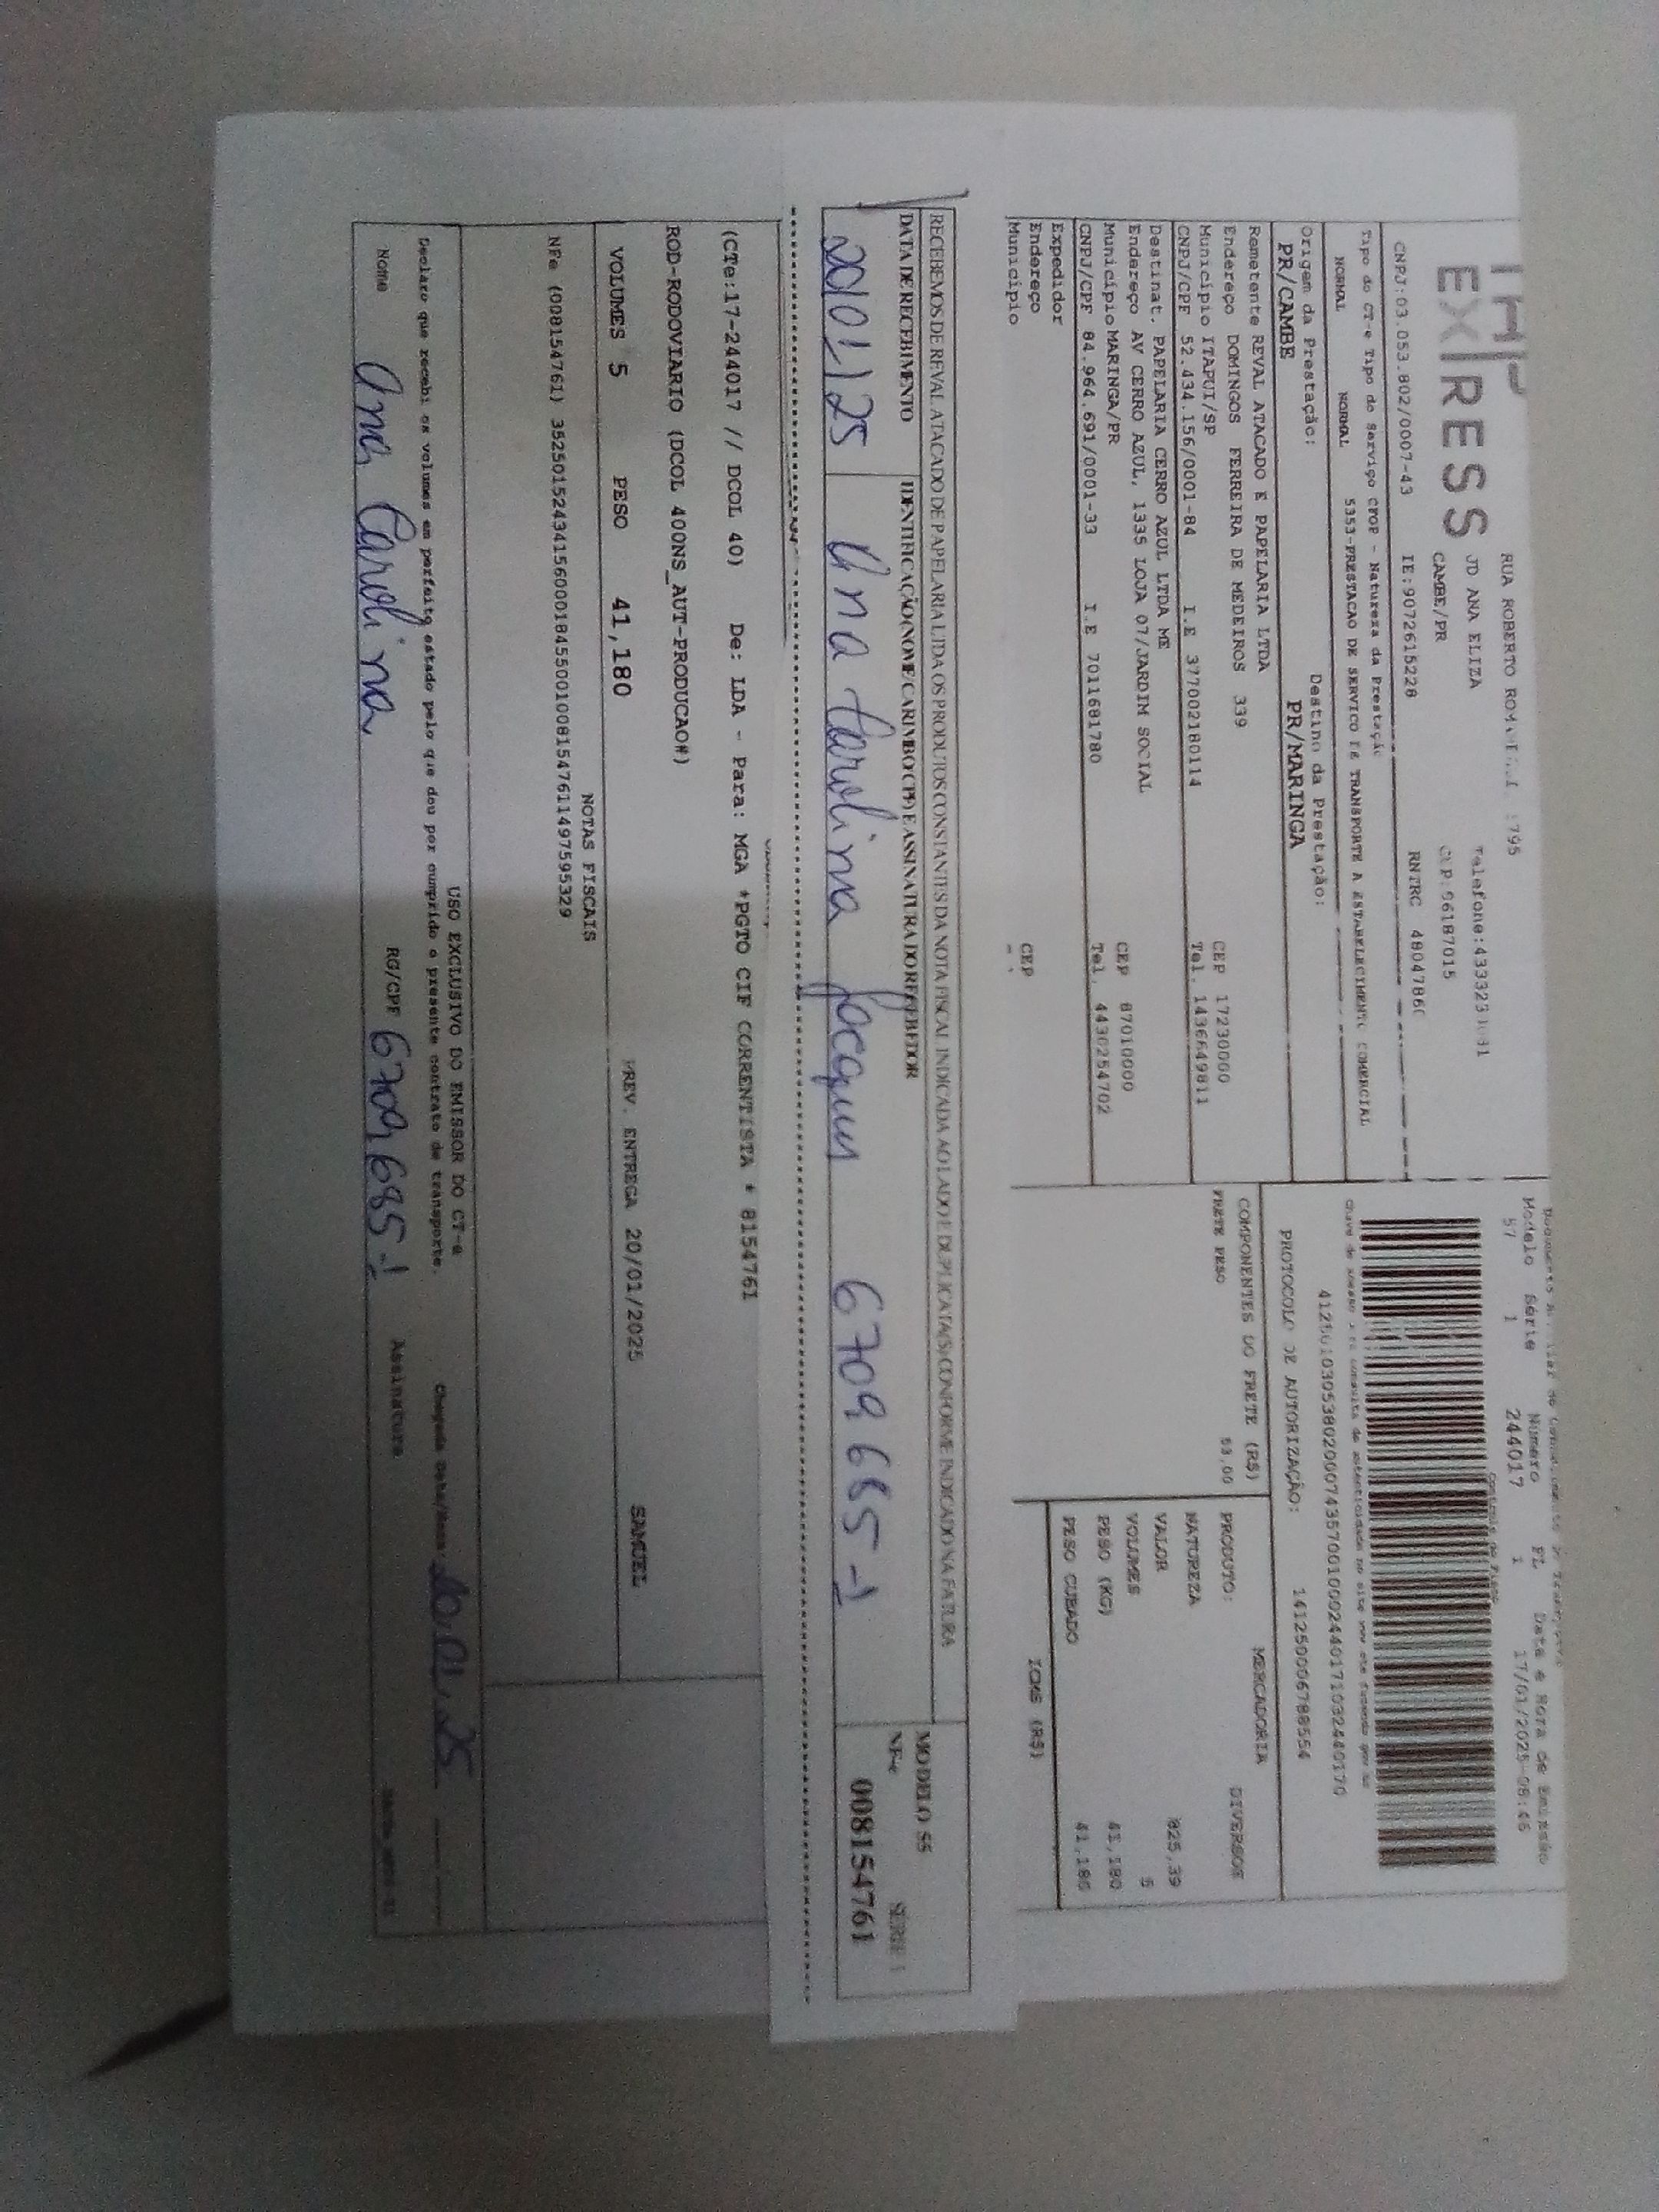 EXPRESS
RUA ROBERTO
JD ANA ELIZA
CAMBE/PR
CNPJ:03.053.802/0007-43 IE:9072615228 RNTRC
Tipo do CT-e Tipo do Serviço CFOP - Natureza da Prestação
NORMAL NORMAL 5353-PRESTACAO DE SERVICO DE TRANSPORTE A ESTABELECIMENTO COMERCIAL
Origem da Prestação: Destino da Prestação:
PR/CAMBE PR/MARINGA
Remetente REVAL ATACADO E PAPELARIA LTDA
Endereço DOMINGOS FERREIRA DE MEDEIROS 339 CEP 17230000
Município ITAPUI/SP Tel. 1436649811
CNPJ/CPF 52.434.156/0001-84 I.E 377002180114
Destinat. PAPELARIA CERRO AZUL LTDA ME
Endereço AV CERRO AZUL, 1335 LOJA 07/JARDIM SOCIAL
Município MARINGA/PR CEP 87010000
CNPJ/CPF 84.964.691/0001-33 I.E 7011681780 Tel. 4430254702
Expedidor
Endereço
Município CEP
Modelo Série Número FL Data e Hora de Emissão
57 1 244017 1 17/01/2025-08:46
PROTOCOLO DE AUTORIZAÇÃO:
COMPONENTES DO FRETE (R$)
FRETE PESO 53,00
MERCADORIA
PRODUTO: DIVERSOS
NATUREZA
VALOR 825,39
VOLUMES 5
PESO (KG) 41,180
PESO CUBADO 41,180
ICMS (R$)
RECEBEMOS DE REVAL ATACADO DE PAPELARIA LTDA OS PRODUTOS CONSTANTES DA NOTA FISCAL INDICADA AO LADO E DUPLICATA(S) CONFORME INDICADO NA FATURA
DATA DE RECEBIMENTO IDENTIFICAÇÃO(NOME/CARIMBO/CPF) E ASSINATURA DO RECEBEDOR
20/01/25 Ana Carolina 6709685-1
MODELO 55
NF-e SÉRIE 1
008154761
(CTe:17-244017 // DCOL 40) De: LDA - Para: MGA *PGTO CIF CORRENTISTA * 8154761
ROD-RODOVIARIO (DCOL 400NS_AUT-PRODUCAO#)
VOLUMES 5 PESO 41,180 PREV. ENTREGA 20/01/2025 SAMUEL
NOTAS FISCAIS
NFe (008154761) 35250152434156000184550010081547611497595329
USO EXCLUSIVO DO EMISSOR DO CT-e
Declaro que recebi os volumes em perfeito estado pelo que dou por cumprido o presente contrato de transporte. Chegada Data/Hora: 20.01.25
Nome Ana Carolina RG/CPF 6709685-1 Assinatura